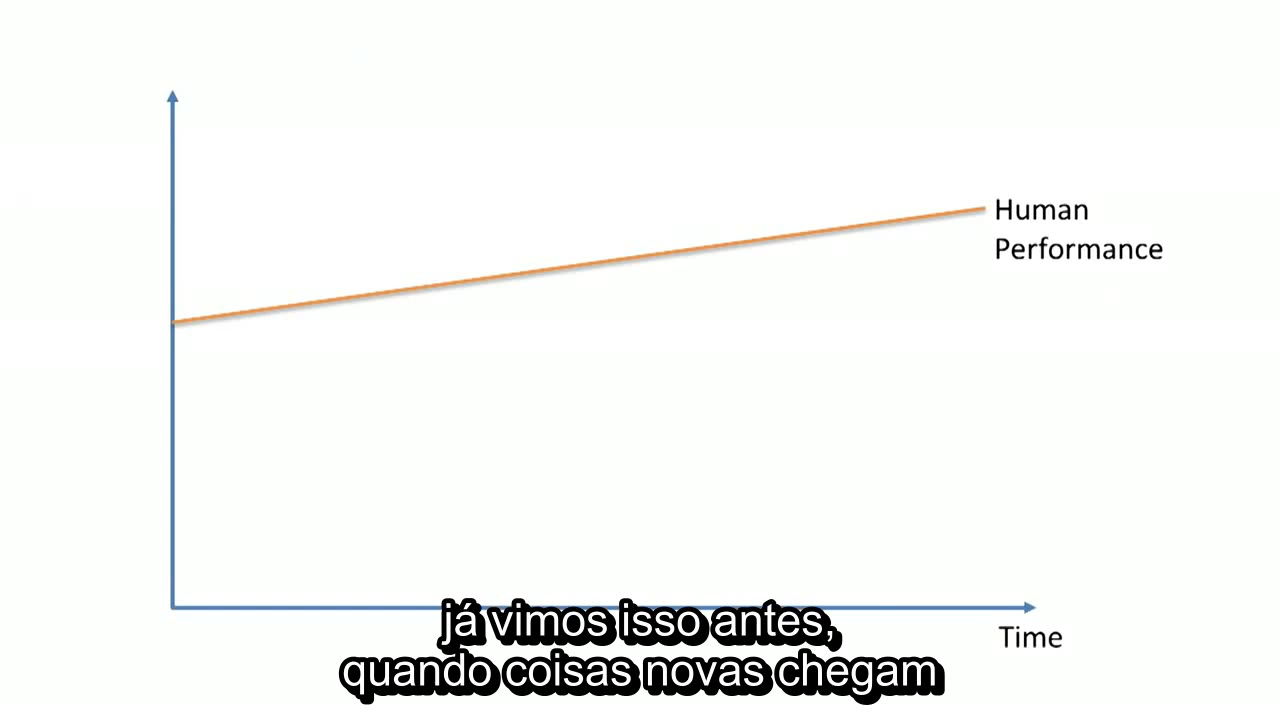 Human
Performance
já vimos isso antes,
Time
quando coisas novas chegam